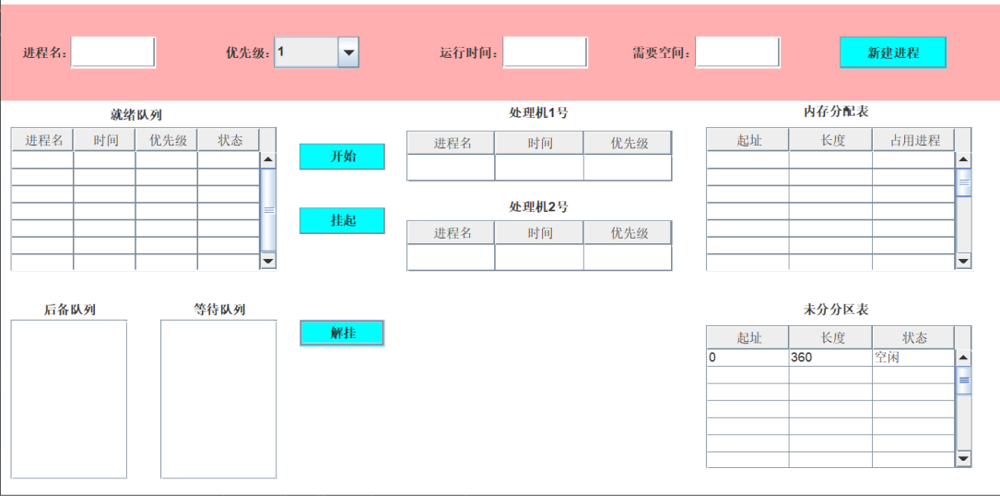 进程名: 优先级: 1 运行时间: 需要空间: 新建进程
就绪队列
进程名 时间 优先级 状态
开始
挂起
处理机1号
进程名 时间 优先级
处理机2号
进程名 时间 优先级
内存分配表
起址 长度 占用进程
后备队列 等待队列
解挂
未分分区表
起址 长度 状态
0 360 空闲